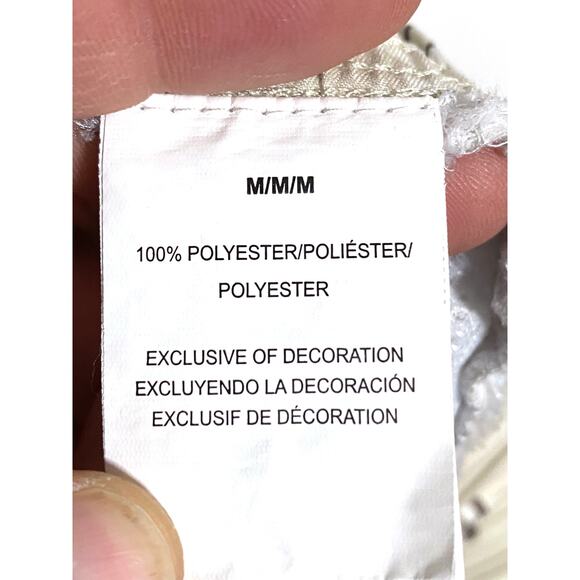 M/M/M
100% POLYESTER/POLIÉSTER/
POLYESTER
EXCLUSIVE OF DECORATION
EXCLUYENDO LA DECORACIÓN
EXCLUSIF DE DÉCORATION